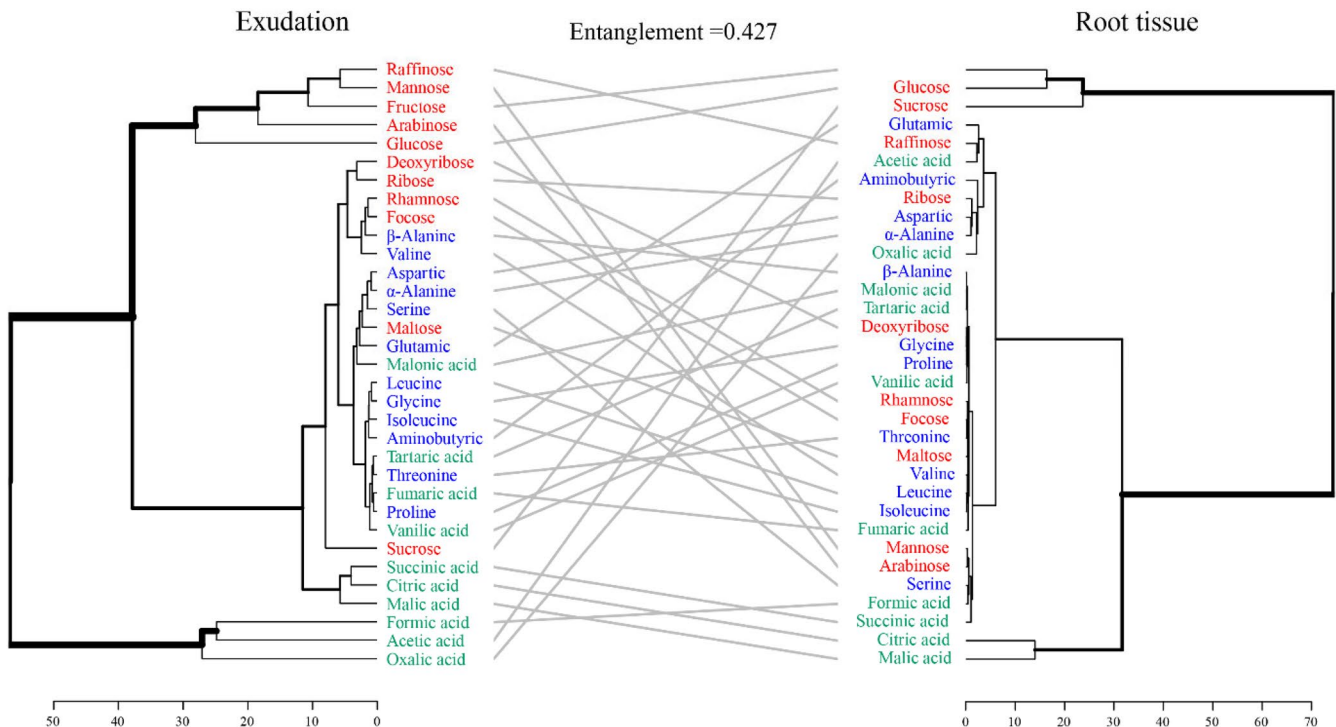 Exudation
Entanglement =0.427
Root tissue
Raffinose
Mannose
Fructose
Arabinose
Glucose
Deoxyribose
Ribose
Rhamnose
Focose
β-Alanine
Valine
Aspartic
α-Alanine
Serine
Maltose
Glutamic
Malonic acid
Leucine
Glycine
Isoleucine
Aminobutyric
Tartaric acid
Threonine
Fumaric acid
Proline
Vanilic acid
Sucrose
Succinic acid
Citric acid
Malic acid
Formic acid
Acetic acid
Oxalic acid
Glucose
Sucrose
Glutamic
Raffinose
Acetic acid
Aminobutyric
Ribose
Aspartic
α-Alanine
Oxalic acid
β-Alanine
Malonic acid
Tartaric acid
Deoxyribose
Glycine
Proline
Vanilic acid
Rhamnose
Focose
Threonine
Maltose
Valine
Leucine
Isoleucine
Fumaric acid
Mannose
Arabinose
Serine
Formic acid
Succinic acid
Citric acid
Malic acid
50 40 30 20 10 0
0 10 20 30 40 50 60 70